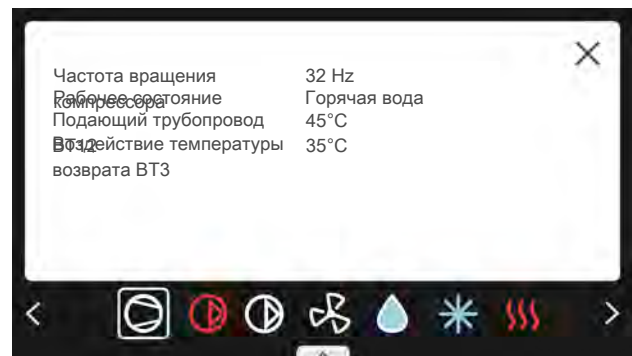 Частота вращения 32 Hz
компрессора
Рабочее состояние Горячая вода
Подающий трубопровод 45°C
BT12
Воздействие температуры 35°C
возврата BT3